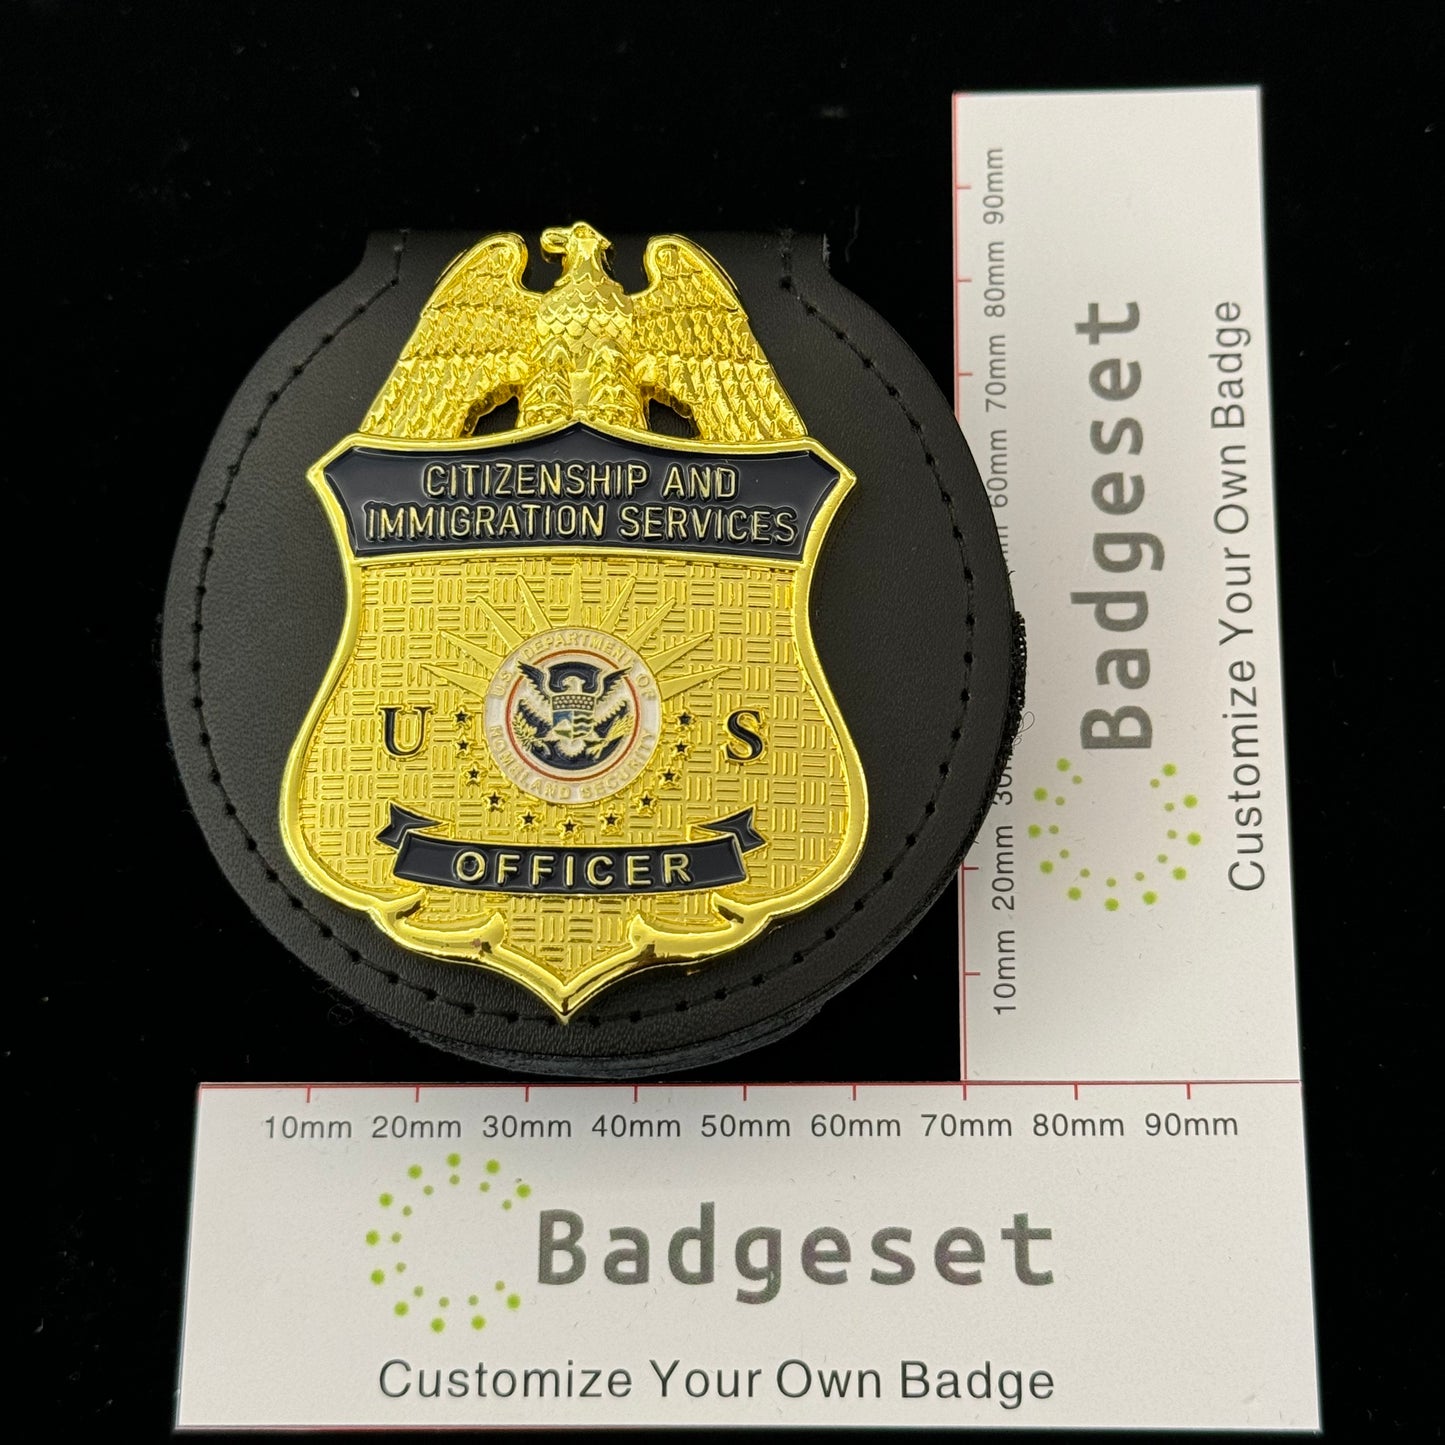 CITIZENSHIP AND
IMMIGRATION SERVICES
U.S. DEPARTMENT OF
HOMELAND SECURITY
U S
OFFICER
90mm
80mm
70mm
60mm
20mm
10mm
Badgeset
Customize Your Own Badge
10mm 20mm 30mm 40mm 50mm 60mm 70mm 80mm 90mm
Badgeset
Customize Your Own Badge